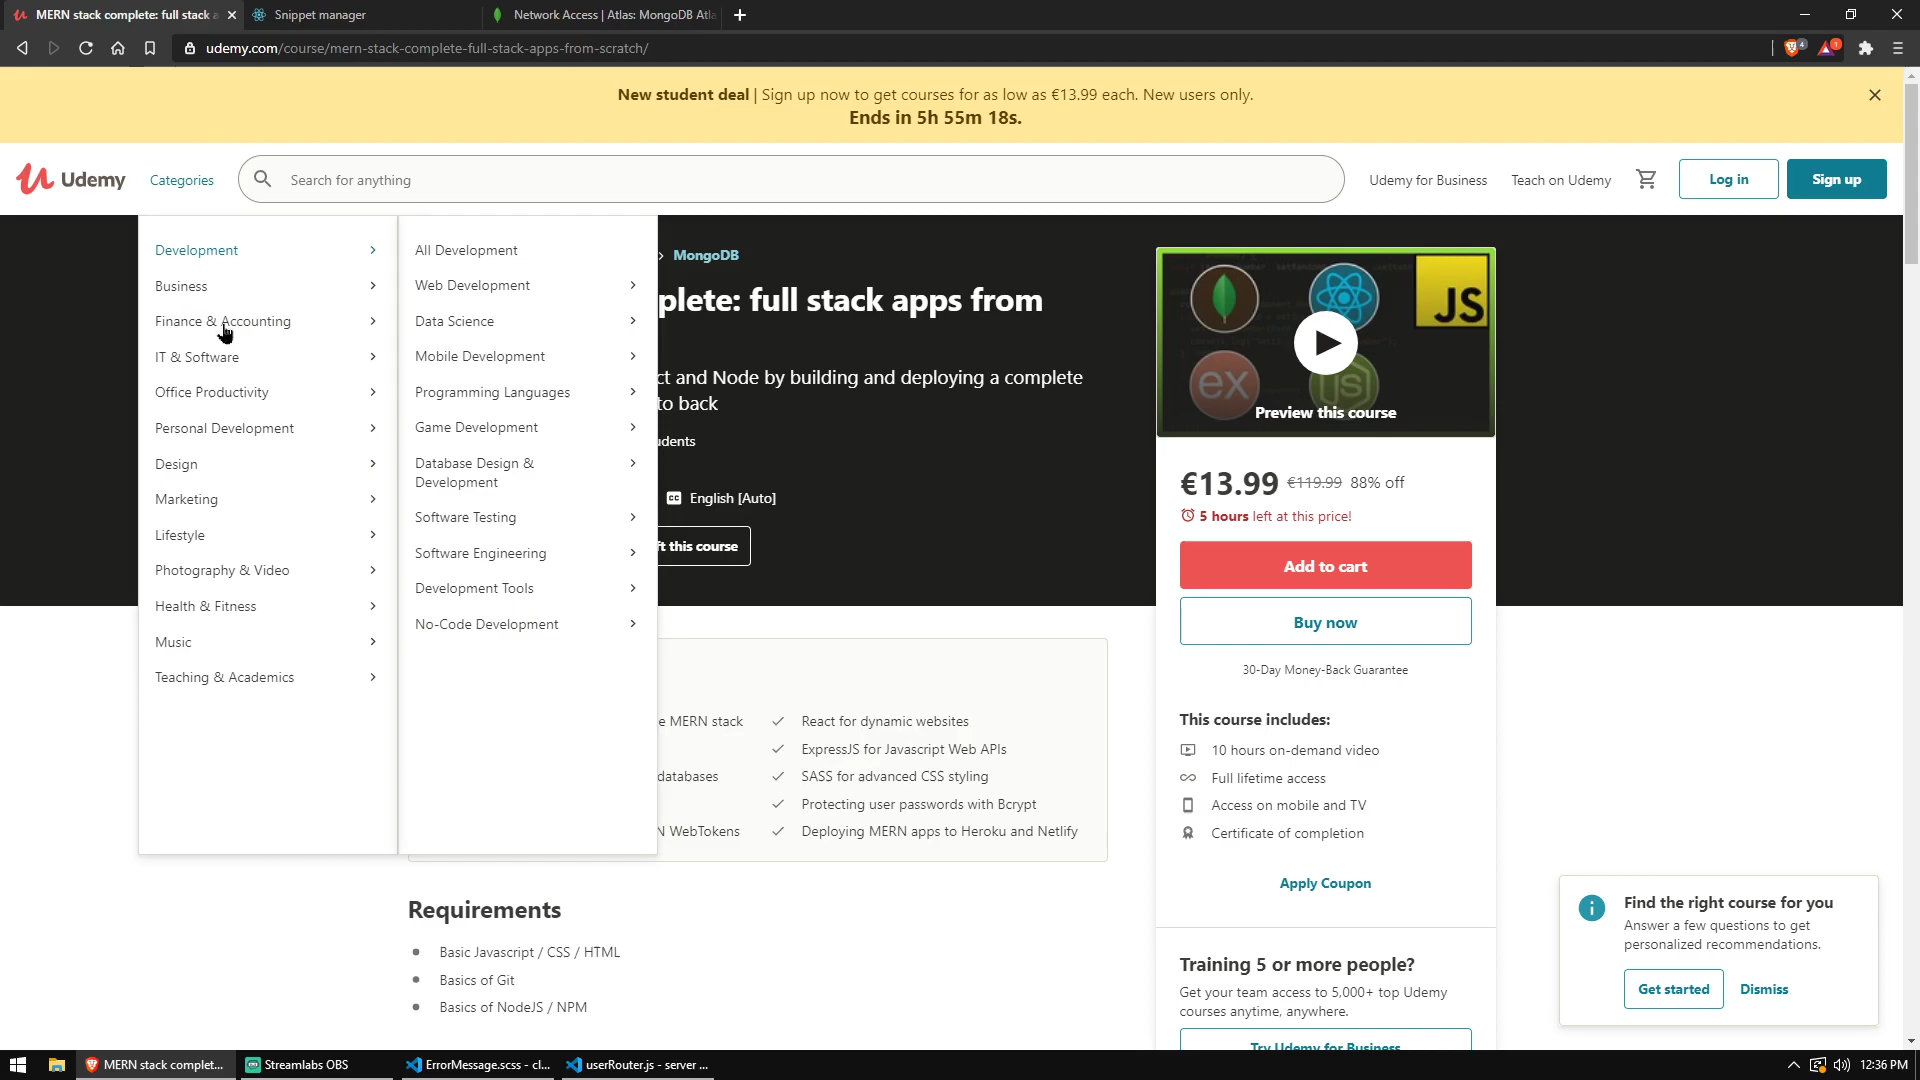 MERN stack complete: full stack a
Snippet manager
Network Access | Atlas: MongoDB Atla
udemy.com/course/mern-stack-complete-full-stack-apps-from-scratch/
4
1
New student deal | Sign up now to get courses for as low as €13.99 each. New users only.
Ends in 5h 55m 18s.
Udemy
Categories
Search for anything
Udemy for Business
Teach on Udemy
Log in
Sign up
Development
Business
Finance & Accounting
IT & Software
Office Productivity
Personal Development
Design
Marketing
Lifestyle
Photography & Video
Health & Fitness
Music
Teaching & Academics
All Development
Web Development
Data Science
Mobile Development
Programming Languages
Game Development
Database Design &
Development
Software Testing
Software Engineering
Development Tools
No-Code Development
MongoDB
plete: full stack apps from
ct and Node by building and deploying a complete
to back
udents
CC English [Auto]
ft this course
e MERN stack
databases
N WebTokens
React for dynamic websites
ExpressJS for Javascript Web APIs
SASS for advanced CSS styling
Protecting user passwords with Bcrypt
Deploying MERN apps to Heroku and Netlify
Requirements
Basic Javascript / CSS / HTML
Basics of Git
Basics of NodeJS / NPM
JS
ex
Preview this course
€13.99 €119.99 88% off
5 hours left at this price!
Add to cart
Buy now
30-Day Money-Back Guarantee
This course includes:
10 hours on-demand video
Full lifetime access
Access on mobile and TV
Certificate of completion
Apply Coupon
Training 5 or more people?
Get your team access to 5,000+ top Udemy
courses anytime, anywhere.
Try Udemy for Business
Find the right course for you
Answer a few questions to get
personalized recommendations.
Get started
Dismiss
MERN stack complet...
Streamlabs OBS
ErrorMessage.scss - cl...
userRouter.js - server ...
12:36 PM